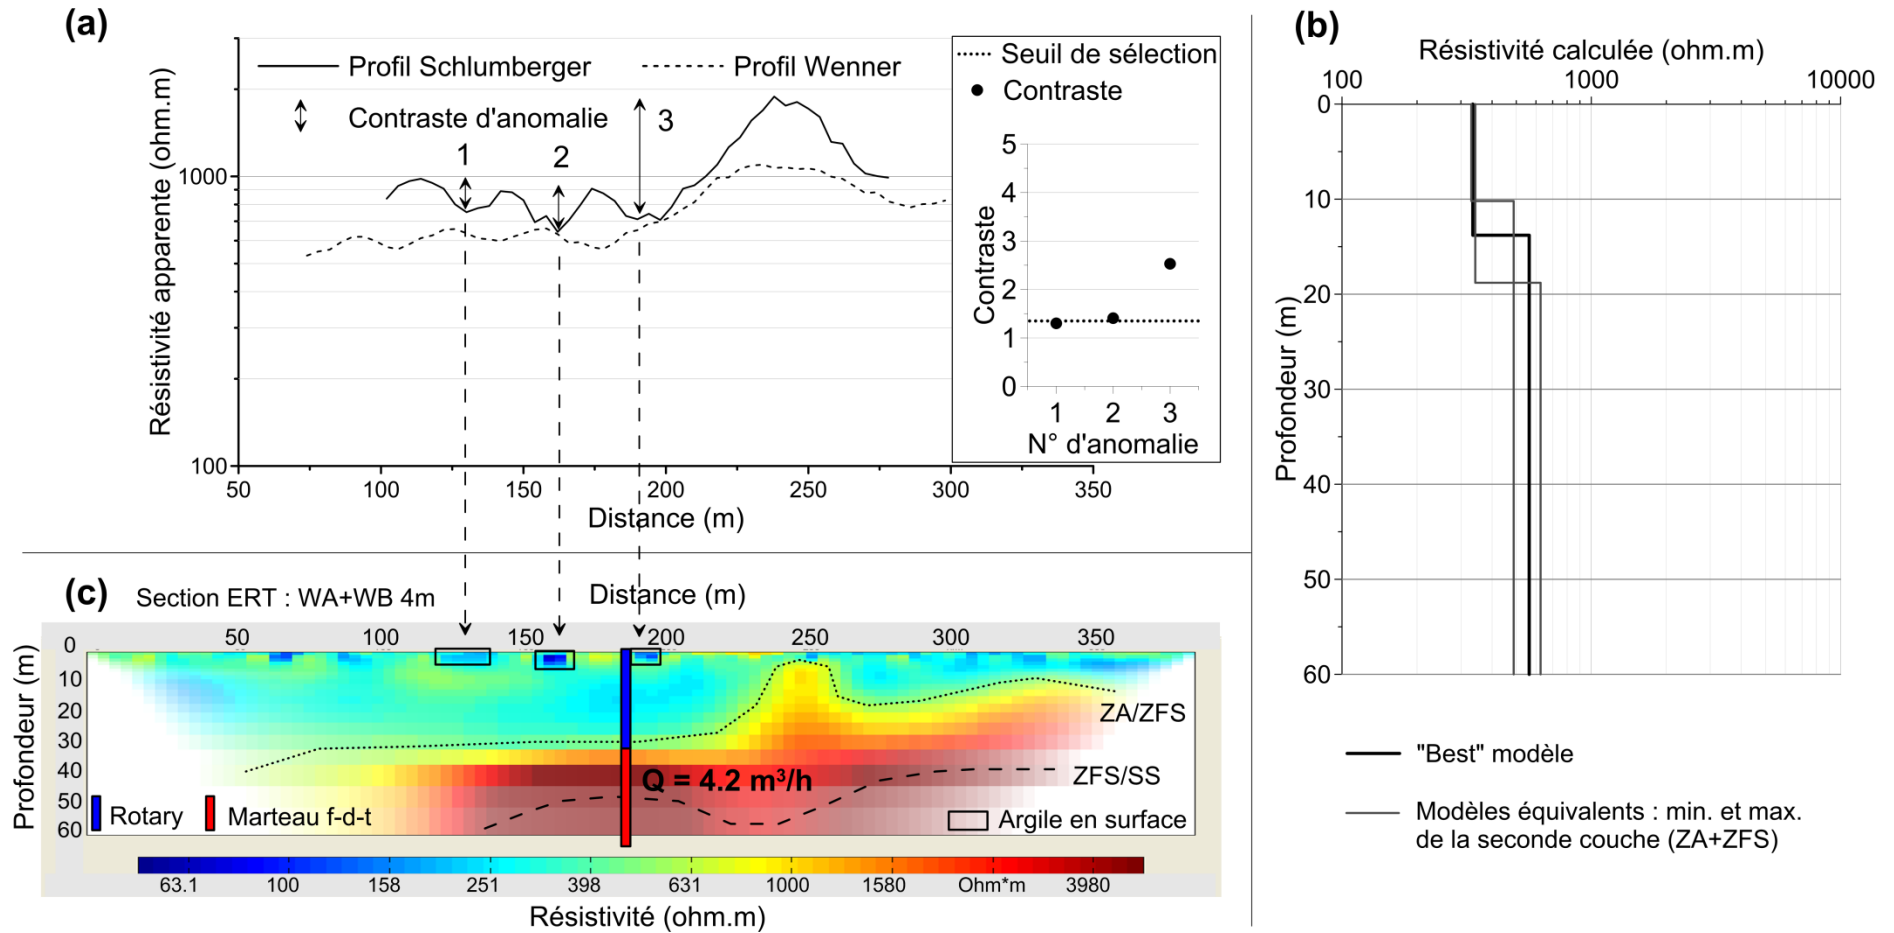 (a)
Profil Schlumberger
Profil Wenner
Contraste d'anomalie
1
2
3
Résistivité apparente (ohm.m)
1000
100
50
100
150
200
250
300
350
Distance (m)
Seuil de sélection
Contraste
Contraste
5
4
3
2
1
0
1
2
3
N° d'anomalie
(b)
Résistivité calculée (ohm.m)
100
1000
10000
Profondeur (m)
0
10
20
30
40
50
60
"Best" modèle
Modèles équivalents : min. et max.
de la seconde couche (ZA+ZFS)
(c)
Section ERT : WA+WB 4m
Distance (m)
50
100
150
200
250
300
350
Profondeur (m)
0
10
20
30
40
50
60
ZA/ZFS
ZFS/SS
Q = 4.2 m³/h
Rotary
Marteau f-d-t
Argile en surface
63.1
100
158
251
398
631
1000
1580
Ohm*m
3980
Résistivité (ohm.m)